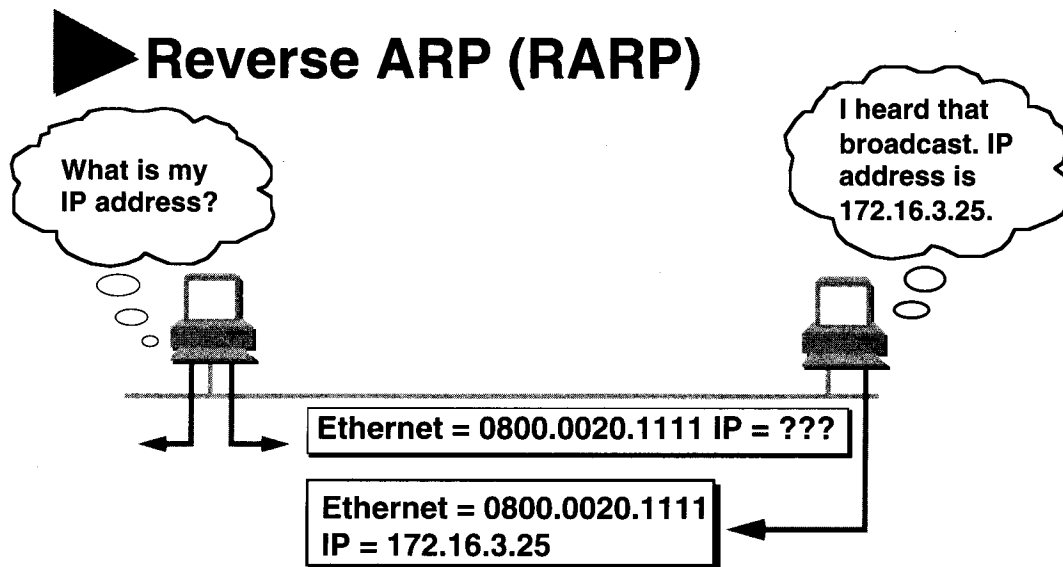 Reverse ARP (RARP)
What is my
IP address?
I heard that
broadcast. IP
address is
172.16.3.25.
Ethernet = 0800.0020.1111 IP = ???
Ethernet = 0800.0020.1111
IP = 172.16.3.25